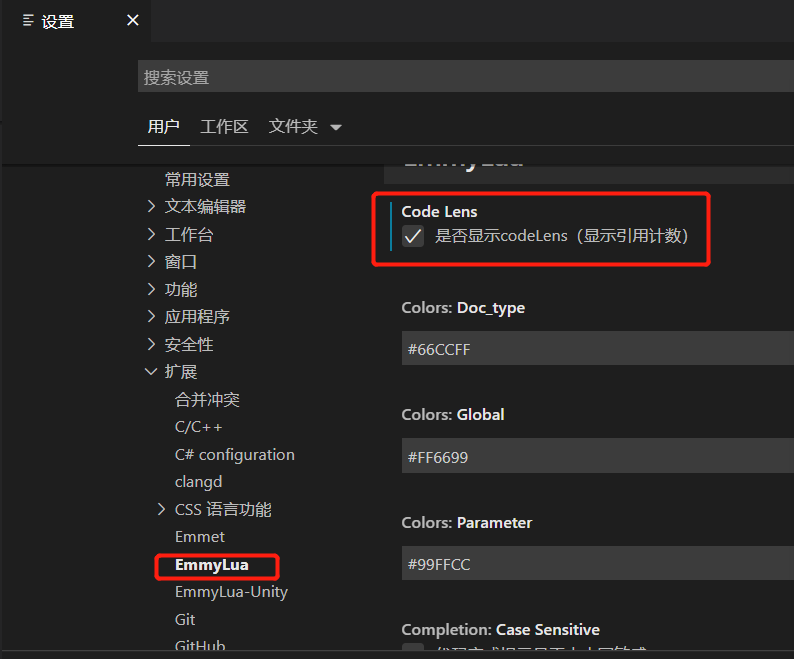 设置
搜索设置
用户 工作区 文件夹
常用设置
文本编辑器
工作台
窗口
功能
应用程序
安全性
扩展
合并冲突
C/C++
C# configuration
clangd
CSS 语言功能
Emmet
EmmyLua
EmmyLua-Unity
Git
GitHub
EmmyLua
Code Lens
是否显示codeLens（显示引用计数）
Colors: Doc_type
#66CCFF
Colors: Global
#FF6699
Colors: Parameter
#99FFCC
Completion: Case Sensitive